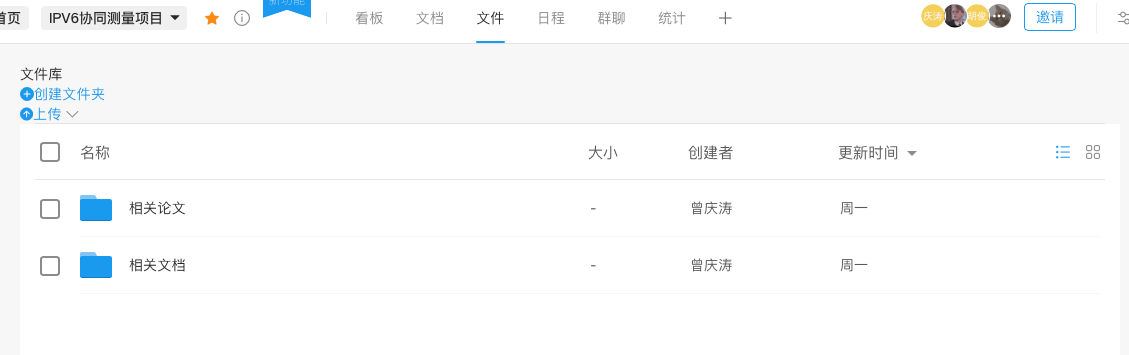 首页 IPV6协同测量项目 新功能 看板 文档 文件 日程 群聊 统计 庆涛 胡俊 邀请
文件库
创建文件夹
上传
名称 大小 创建者 更新时间
相关论文 - 曾庆涛 周一
相关文档 - 曾庆涛 周一